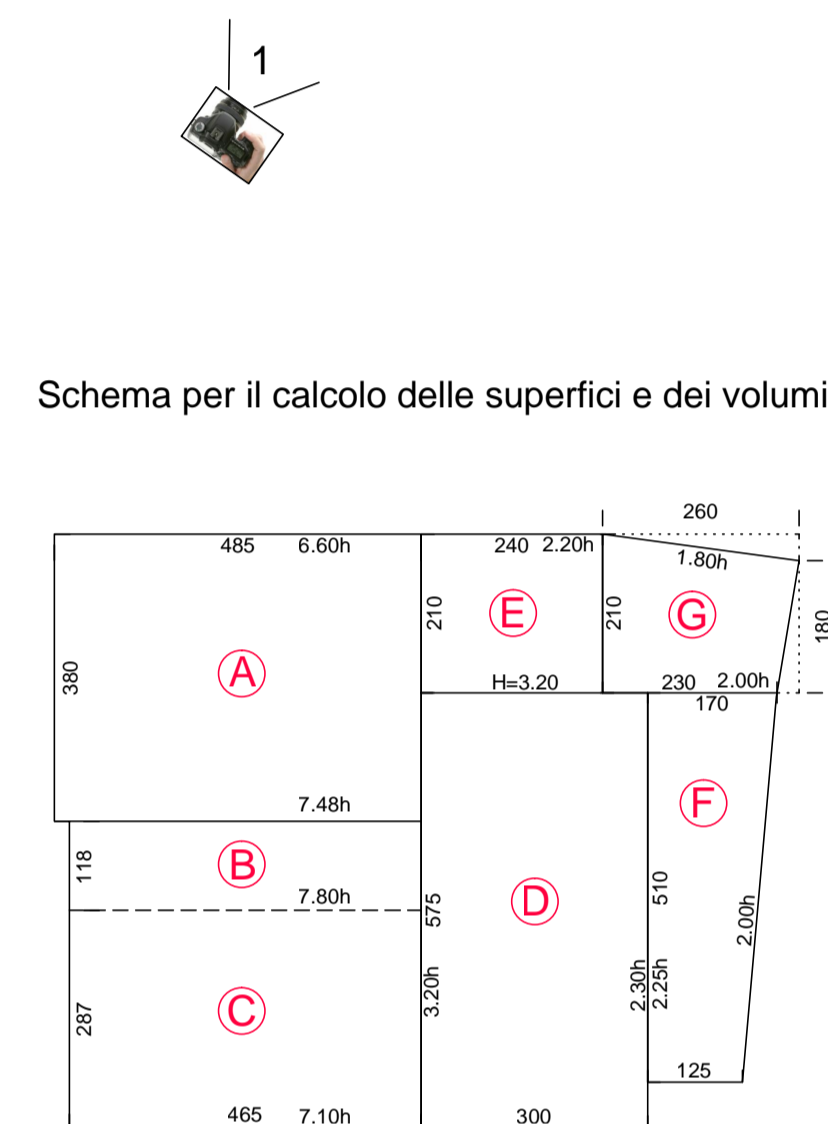 1
Schema per il calcolo delle superfici e dei volumi
260
485 6.60h 240 2.20h
1.80h
210 E 210 G 180
380 A
H=3.20 230 2.00h
170
7.48h F
118 B
7.80h 575 D 510 2.00h
3.20h 2.30h 2.25h
287 C
125
465 7.10h 300